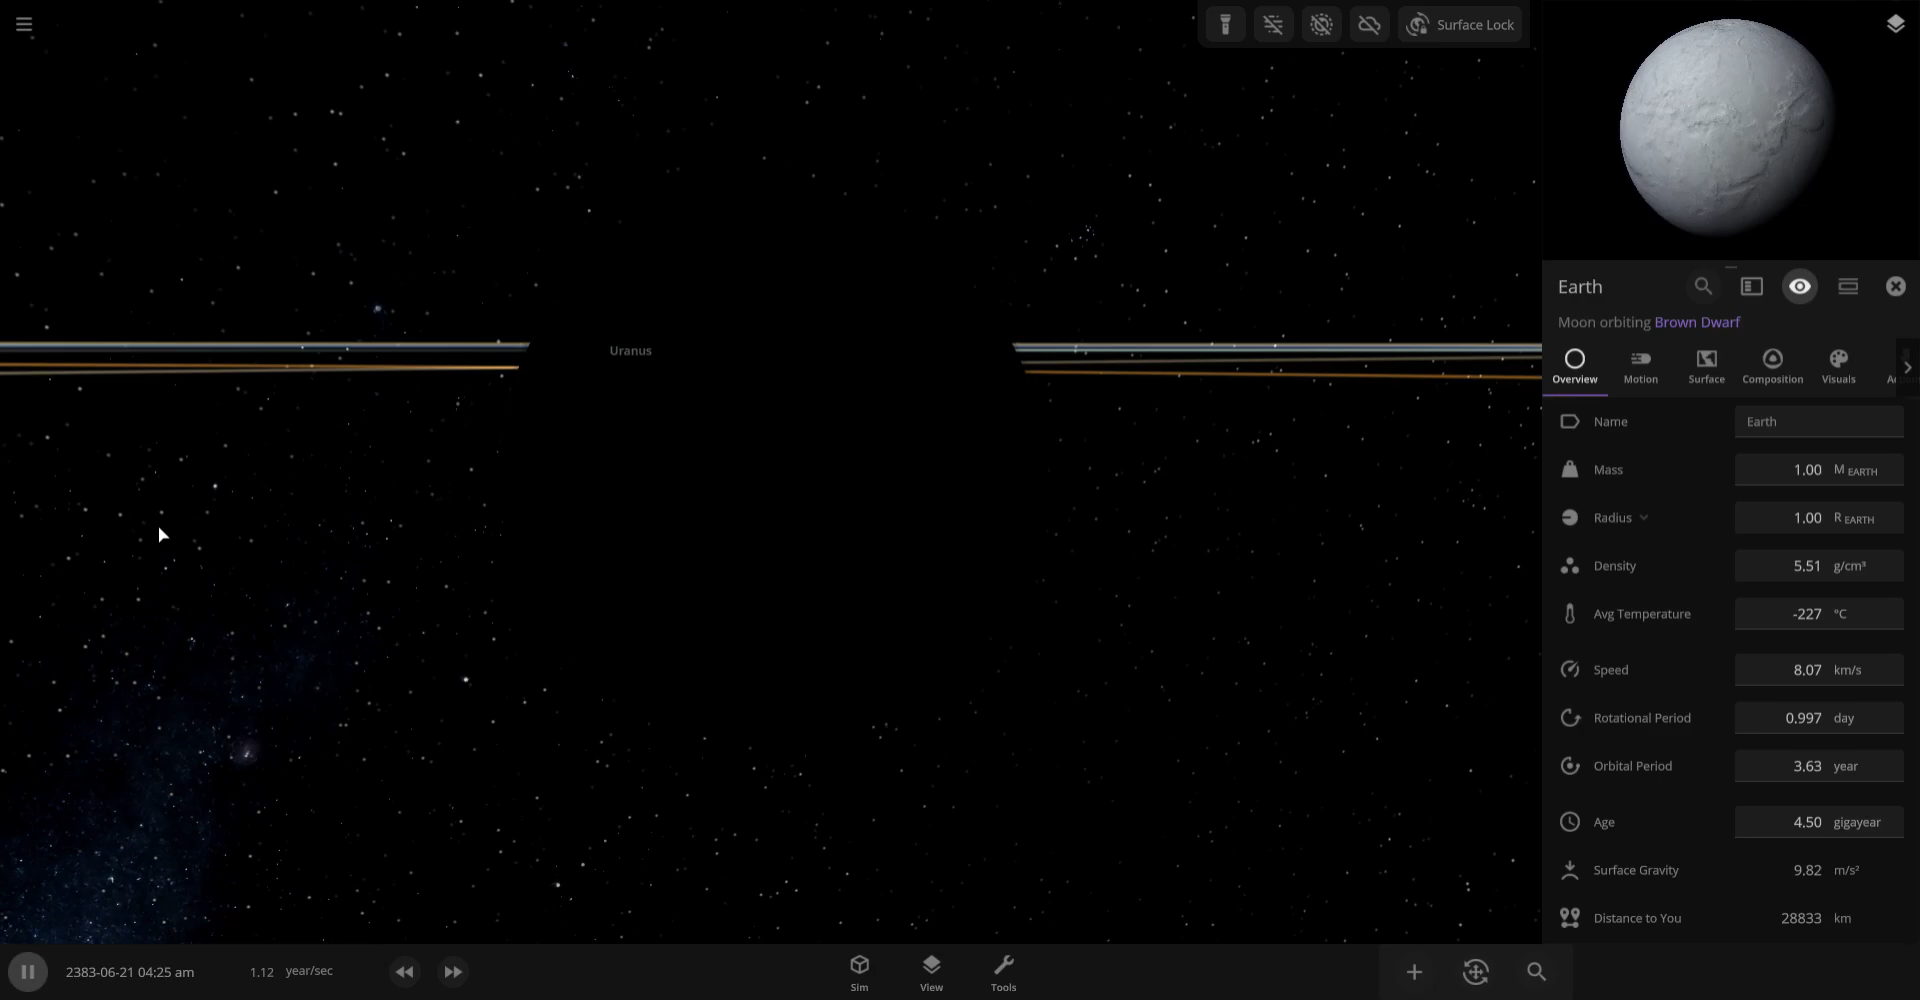 Surface Lock
Uranus
Earth
Moon orbiting Brown Dwarf
Overview Motion Surface Composition Visuals
Name Earth
Mass 1.00 M EARTH
Radius 1.00 R EARTH
Density 5.51 g/cm³
Avg Temperature -227 °C
Speed 8.07 km/s
Rotational Period 0.997 day
Orbital Period 3.63 year
Age 4.50 gigayear
Surface Gravity 9.82 m/s²
Distance to You 28833 km
2383-06-21 04:25 am 1.12 year/sec
Sim View Tools